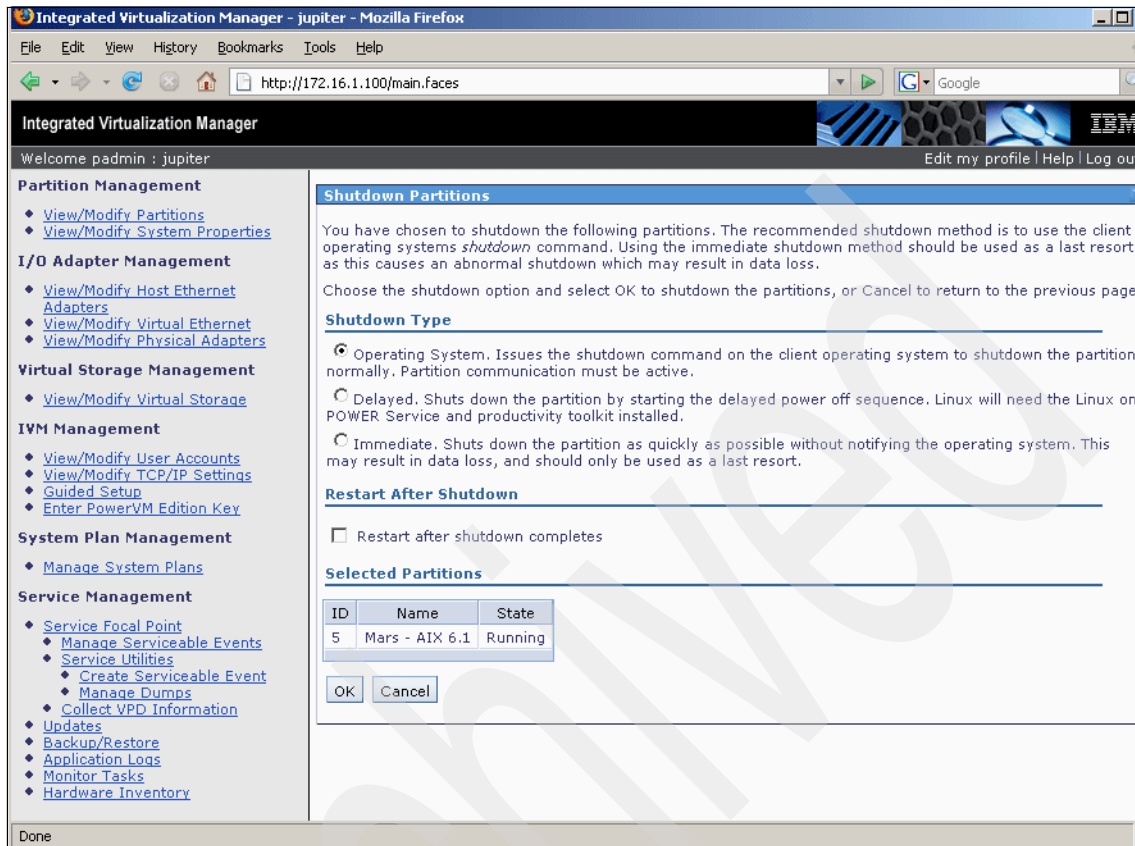 Integrated Virtualization Manager - jupiter - Mozilla Firefox
File Edit View History Bookmarks Tools Help
http://172.16.1.100/main.faces
Google
Integrated Virtualization Manager
IBM
Welcome padmin : jupiter
Edit my profile | Help | Log ou
Partition Management
View/Modify Partitions
View/Modify System Properties
I/O Adapter Management
View/Modify Host Ethernet
Adapters
View/Modify Virtual Ethernet
View/Modify Physical Adapters
Virtual Storage Management
View/Modify Virtual Storage
IVM Management
View/Modify User Accounts
View/Modify TCP/IP Settings
Guided Setup
Enter PowerVM Edition Key
System Plan Management
Manage System Plans
Service Management
Service Focal Point
Manage Serviceable Events
Service Utilities
Create Serviceable Event
Manage Dumps
Collect VPD Information
Updates
Backup/Restore
Application Logs
Monitor Tasks
Hardware Inventory
Shutdown Partitions
You have chosen to shutdown the following partitions. The recommended shutdown method is to use the client
operating systems shutdown command. Using the immediate shutdown method should be used as a last resort
as this causes an abnormal shutdown which may result in data loss.
Choose the shutdown option and select OK to shutdown the partitions, or Cancel to return to the previous page
Shutdown Type
Operating System. Issues the shutdown command on the client operating system to shutdown the partition
normally. Partition communication must be active.
Delayed. Shuts down the partition by starting the delayed power off sequence. Linux will need the Linux on
POWER Service and productivity toolkit installed.
Immediate. Shuts down the partition as quickly as possible without notifying the operating system. This
may result in data loss, and should only be used as a last resort.
Restart After Shutdown
Restart after shutdown completes
Selected Partitions
ID Name State
5 Mars - AIX 6.1 Running
OK Cancel
Done